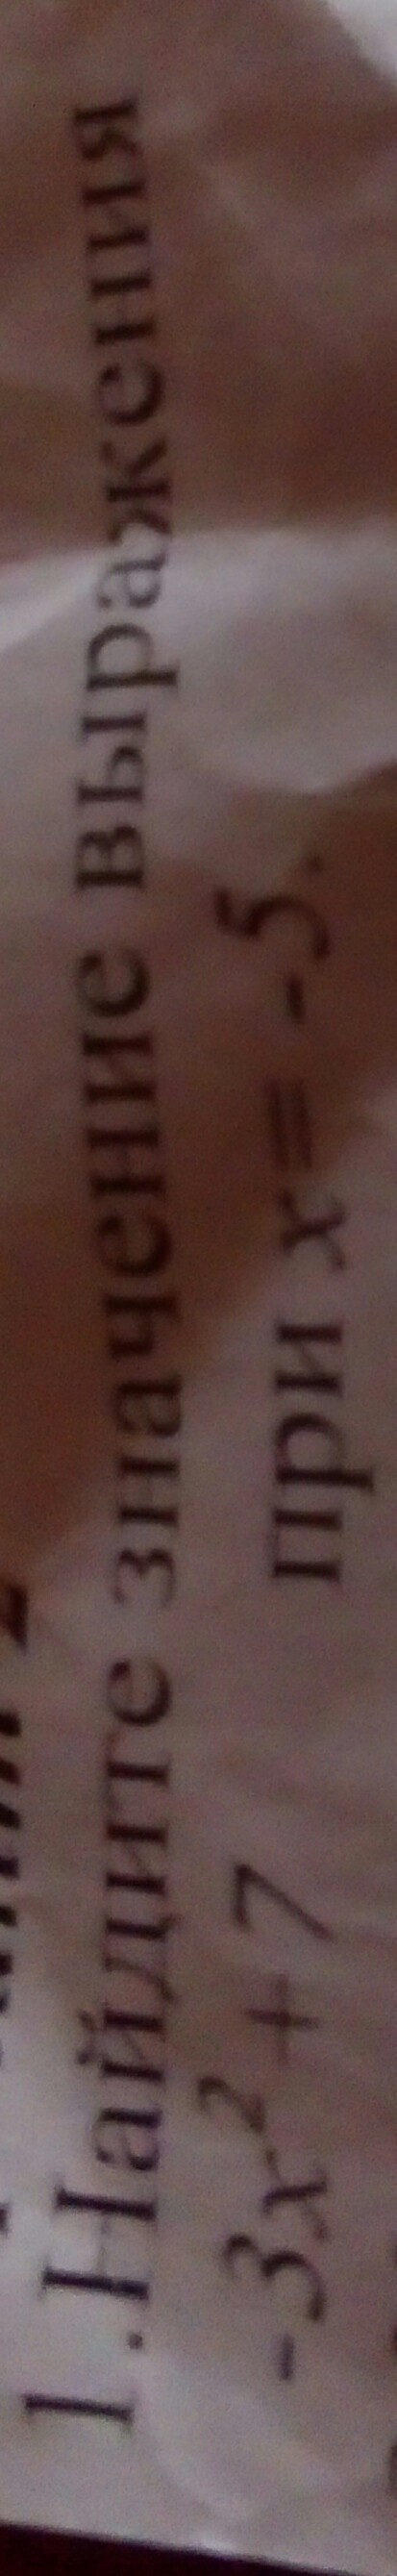 1. Найдите значение выражения
-3x² + 7 при x = -5.